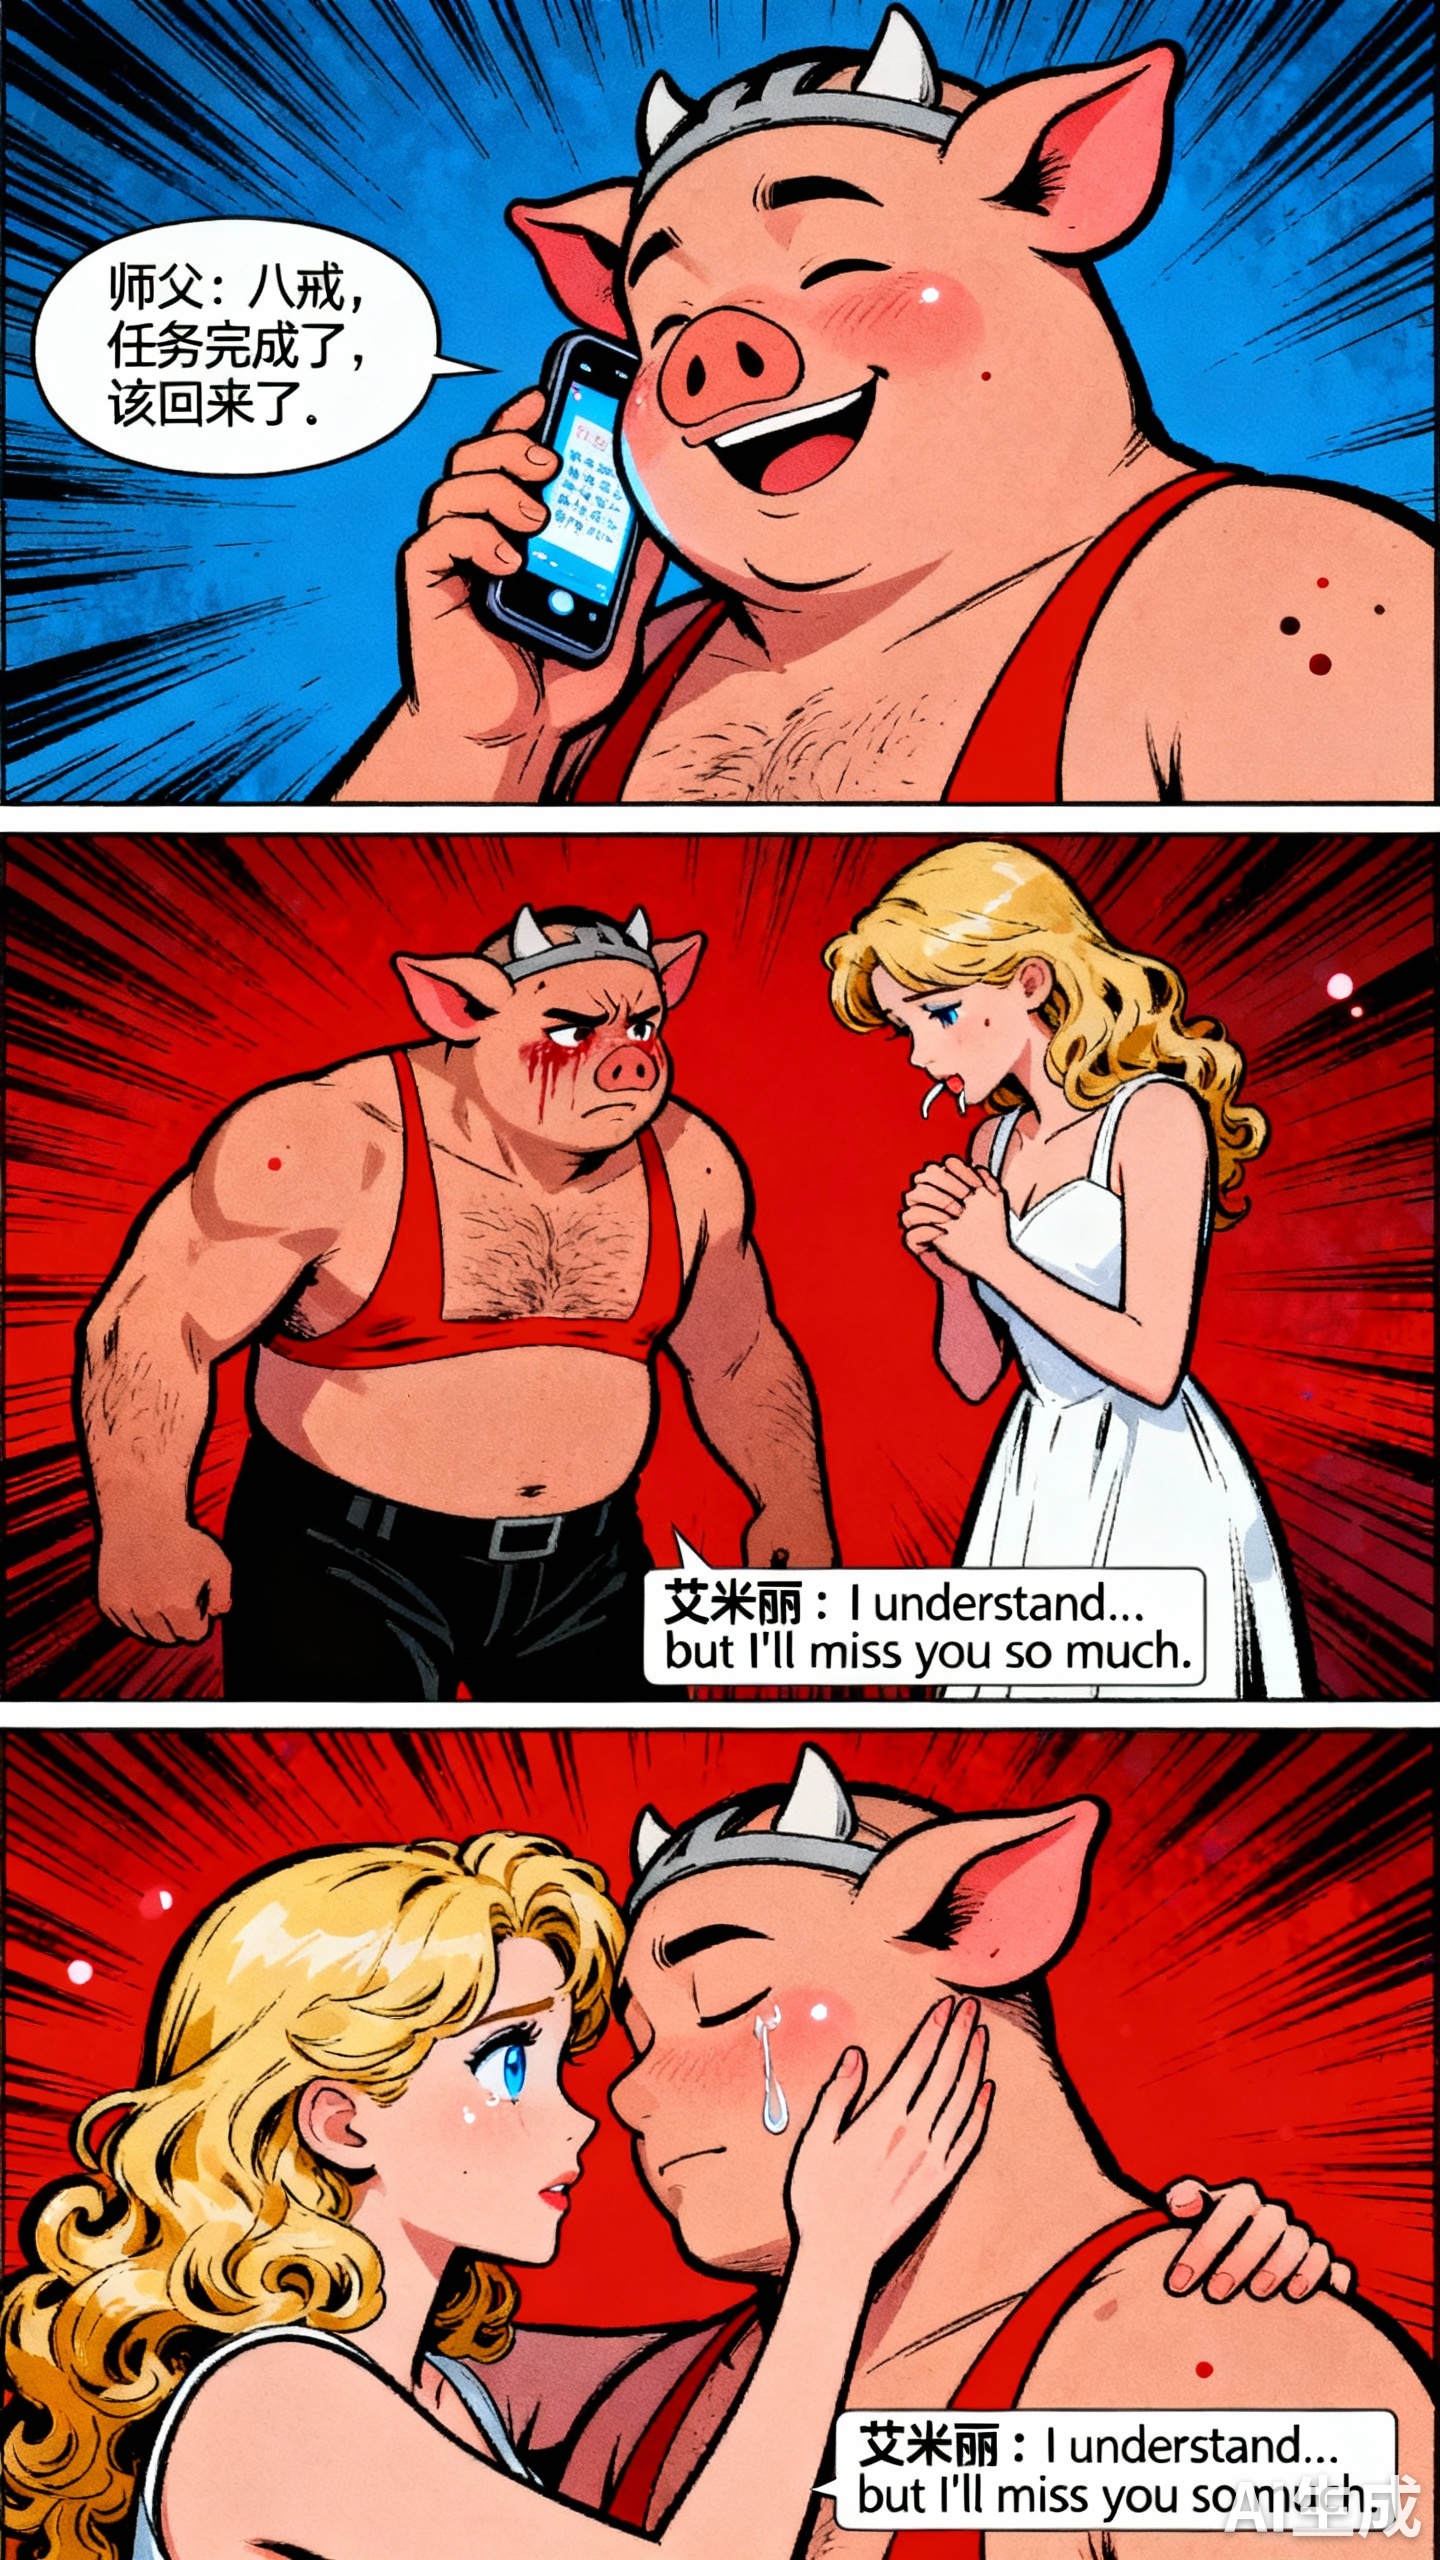 师父：八戒，
任务完成了，
该回来了。
艾米丽：I understand...
but I'll miss you so much.
艾米丽：I understand...
but I'll miss you so much.
AI生成